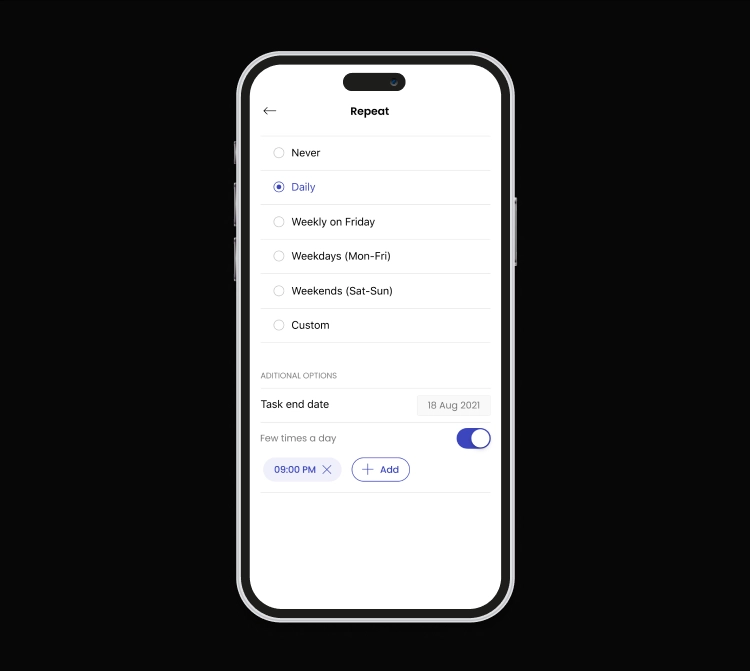 Repeat
Never
Daily
Weekly on Friday
Weekdays (Mon-Fri)
Weekends (Sat-Sun)
Custom
ADITIONAL OPTIONS
Task end date 18 Aug 2021
Few times a day
09:00 PM Add